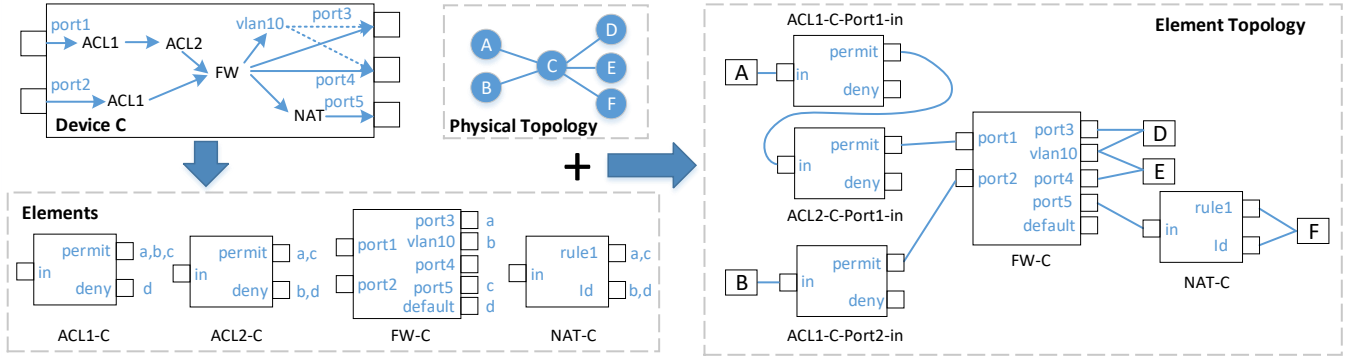 port1
ACL1
ACL2
vlan10
port3
FW
port2
ACL1
port4
NAT
port5
Device C
A
B
C
D
E
F
Physical Topology
+
Elements
in
permit
deny
a,b,c
d
ACL1-C
in
permit
deny
a,c
b,d
ACL2-C
port1
port2
port3
vlan10
port4
port5
default
a
b
c
d
FW-C
in
rule1
Id
a,c
b,d
NAT-C
Element Topology
ACL1-C-Port1-in
A
in
permit
deny
in
permit
deny
ACL2-C-Port1-in
B
in
permit
deny
ACL1-C-Port2-in
port1
port2
port3
vlan10
port4
port5
default
FW-C
D
E
in
rule1
Id
F
NAT-C